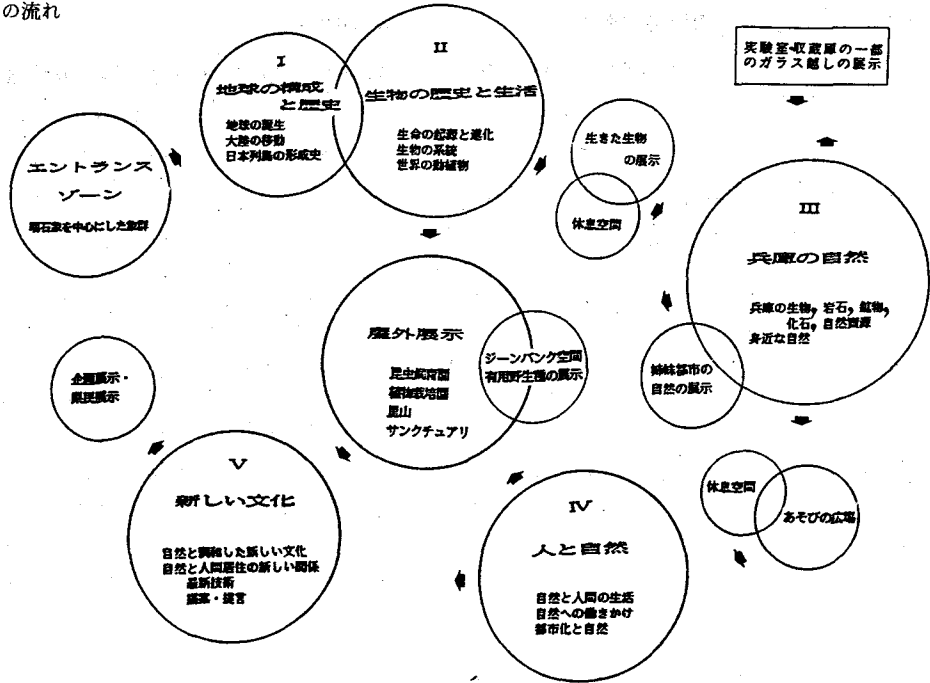 の流れ
エントランス
ゾーン
明石象を中心にした象群
I
地球の構成
と歴史
地球の誕生
大陸の移動
日本列島の形成史
II
生物の歴史と生活
生命の起源と進化
生物の系統
世界の動植物
生きた生物
の展示
休息空間
実験室・収蔵庫の一部
のガラス越しの展示
III
兵庫の自然
兵庫の生物，岩石，鉱物，
化石，自然資源
身近な自然
姉妹都市の
自然の展示
屋外展示
昆虫飼育園
植物栽培園
里山
サンクチュアリ
ジーンバンク空間
有用野生種の展示
休息空間
あそびの広場
IV
人と自然
自然と人間の生活
自然への働きかけ
都市化と自然
V
新しい文化
自然と調和した新しい文化
自然と人間居住の新しい関係
最新技術
提案・提言
企画展示・
県民展示